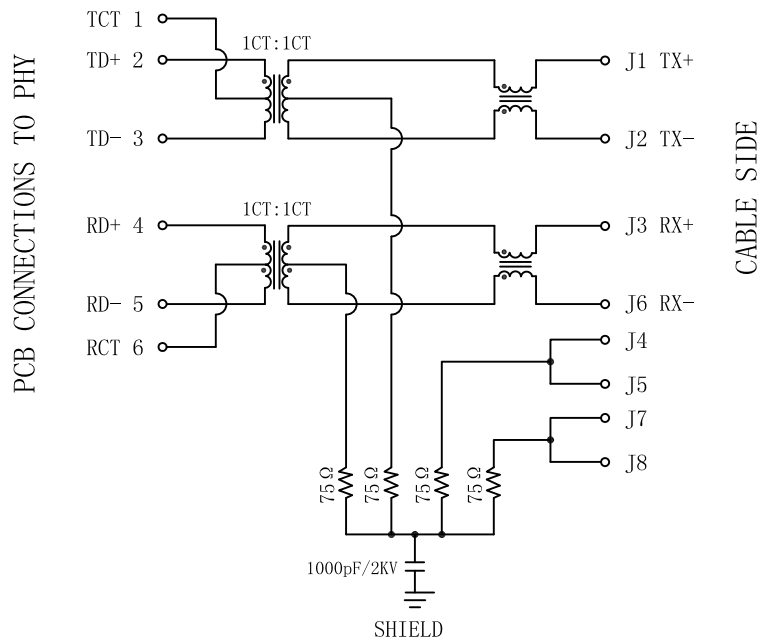 TCT 1
1CT:1CT
TD+ 2
J1 TX+
TD- 3
J2 TX-
PCB CONNECTIONS TO PHY
CABLE SIDE
1CT:1CT
RD+ 4
J3 RX+
RD- 5
J6 RX-
RCT 6
J4
J5
J7
J8
75Ω
75Ω
75Ω
75Ω
1000pF/2KV
SHIELD